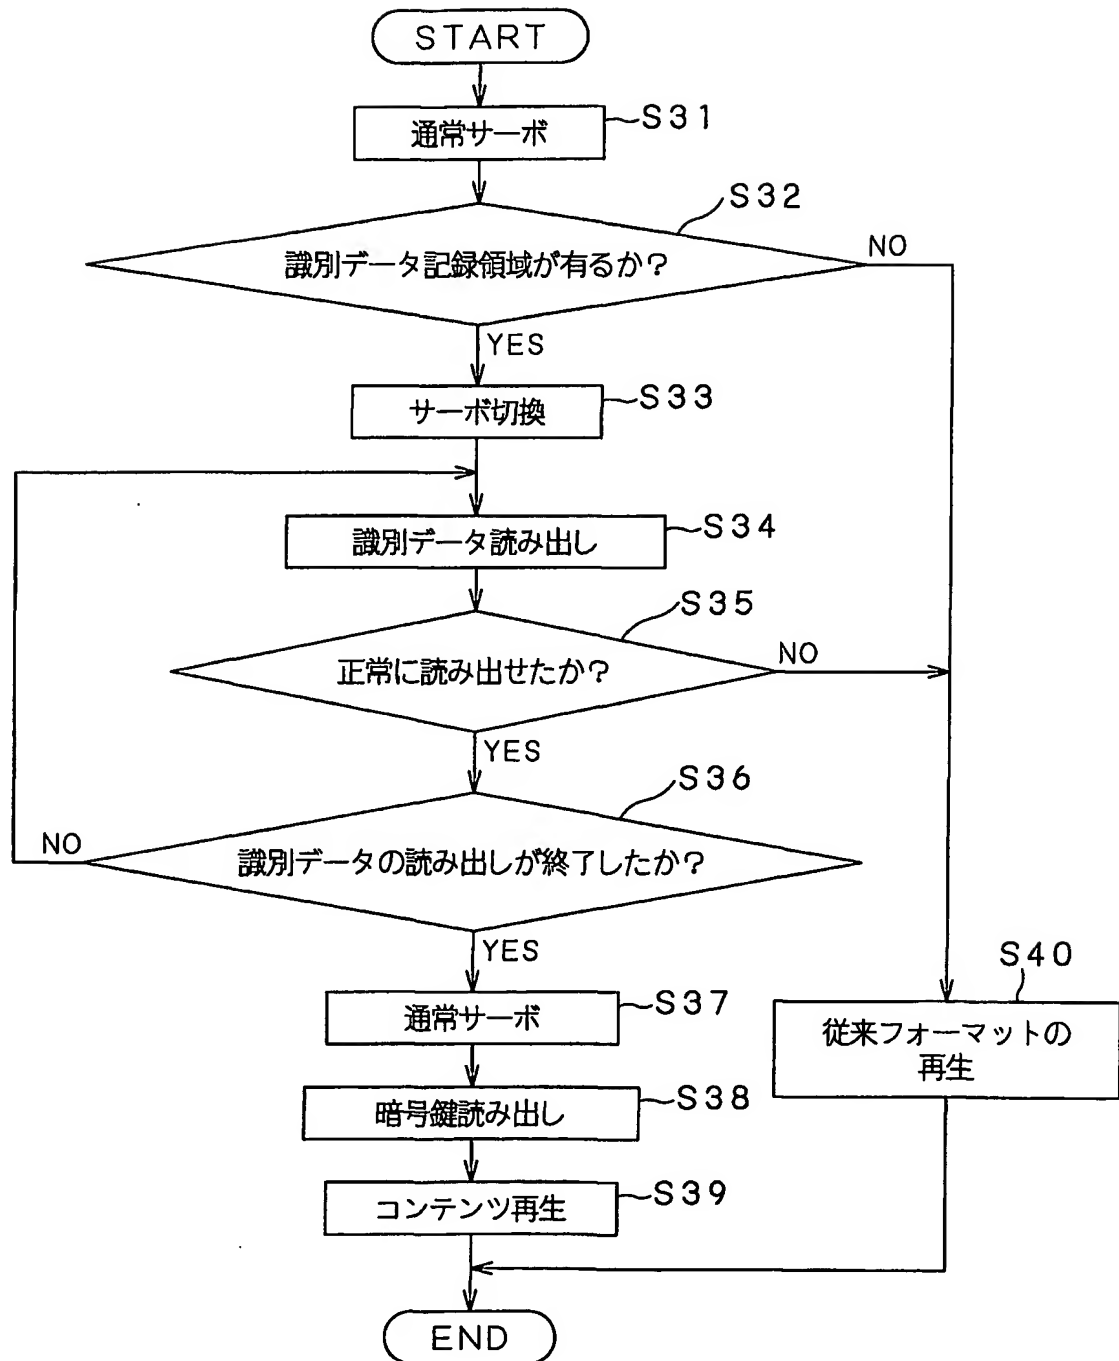 START
通常サーボ
S31
S32
識別データ記録領域が有るか？
NO
YES
サーボ切換
S33
識別データ読み出し
S34
S35
正常に読み出せたか？
NO
YES
S36
NO
識別データの読み出しが終了したか？
YES
通常サーボ
S37
S40
従来フォーマットの
再生
暗号鍵読み出し
S38
コンテンツ再生
S39
END